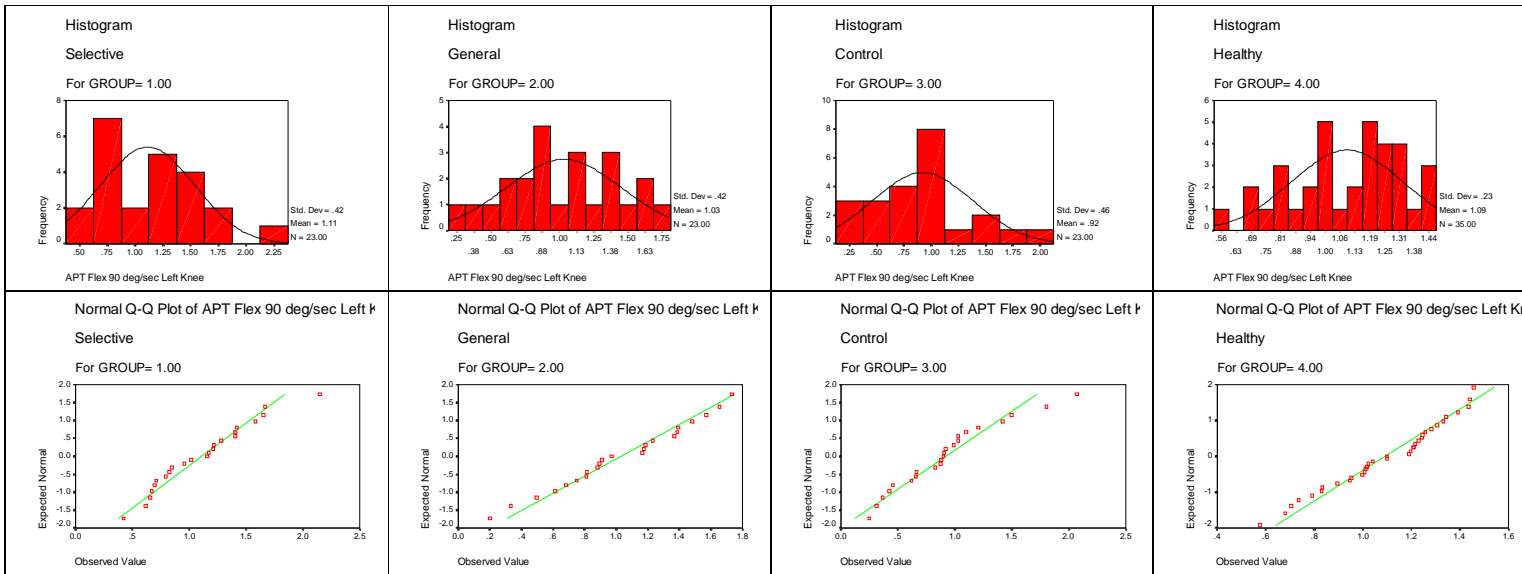 Histogram
Selective
For GROUP= 1.00
8
6
4
2
0
Frequency
.50 .75 1.00 1.25 1.50 1.75 2.00 2.25
Std. Dev = .42
Mean = 1.11
N = 23.00
APT Flex 90 deg/sec Left Knee
Histogram
General
For GROUP= 2.00
5
4
3
2
1
0
Frequency
.25 .50 .88 1.13 1.50 1.75
.38 .63 1.00 1.25 1.63
Std. Dev = .42
Mean = 1.03
N = 23.00
APT Flex 90 deg/sec Left Knee
Histogram
Control
For GROUP= 3.00
10
8
6
4
2
0
Frequency
.25 .50 .75 1.00 1.25 1.50 1.75 2.00
Std. Dev = .46
Mean = .92
N = 23.00
APT Flex 90 deg/sec Left Knee
Histogram
Healthy
For GROUP= 4.00
6
5
4
3
2
1
0
Frequency
.56 .69 .81 .94 1.06 1.19 1.31 1.44
.63 .75 .88 1.00 1.13 1.25 1.38
Std. Dev = .23
Mean = 1.09
N = 35.00
APT Flex 90 deg/sec Left Knee
Normal Q-Q Plot of APT Flex 90 deg/sec Left K
Selective
For GROUP= 1.00
2.0
1.5
1.0
.5
0.0
-.5
-1.0
-1.5
-2.0
Expected Normal
0.0 .5 1.0 1.5 2.0 2.5
Observed Value
Normal Q-Q Plot of APT Flex 90 deg/sec Left K
General
For GROUP= 2.00
2.0
1.5
1.0
.5
0.0
-.5
-1.0
-1.5
-2.0
Expected Normal
0.0 .2 .4 .6 .8 1.0 1.2 1.4 1.6 1.8
Observed Value
Normal Q-Q Plot of APT Flex 90 deg/sec Left K
Control
For GROUP= 3.00
2.0
1.5
1.0
.5
0.0
-.5
-1.0
-1.5
-2.0
Expected Normal
0.0 .5 1.0 1.5 2.0 2.5
Observed Value
Normal Q-Q Plot of APT Flex 90 deg/sec Left Kn
Healthy
For GROUP= 4.00
2
1
0
-1
-2
Expected Normal
.4 .6 .8 1.0 1.2 1.4 1.6
Observed Value